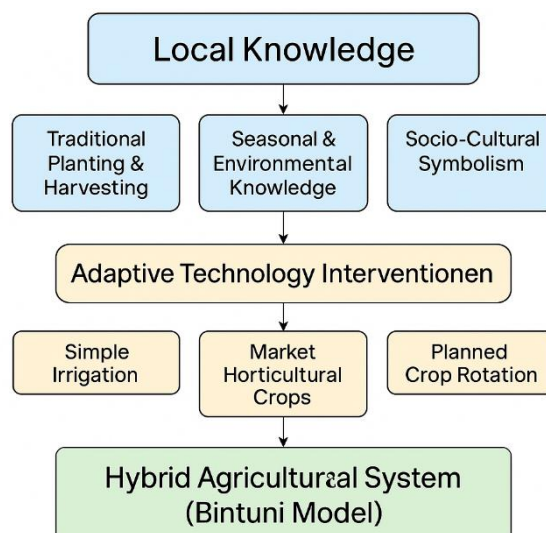 Local Knowledge
Traditional
Planting &
Harvesting
Seasonal &
Environmental
Knowledge
Socio-Cultural
Symbolism
Adaptive Technology Interventionen
Simple
Irrigation
Market
Horticultural
Crops
Planned
Crop Rotation
Hybrid Agricultural System
(Bintuni Model)